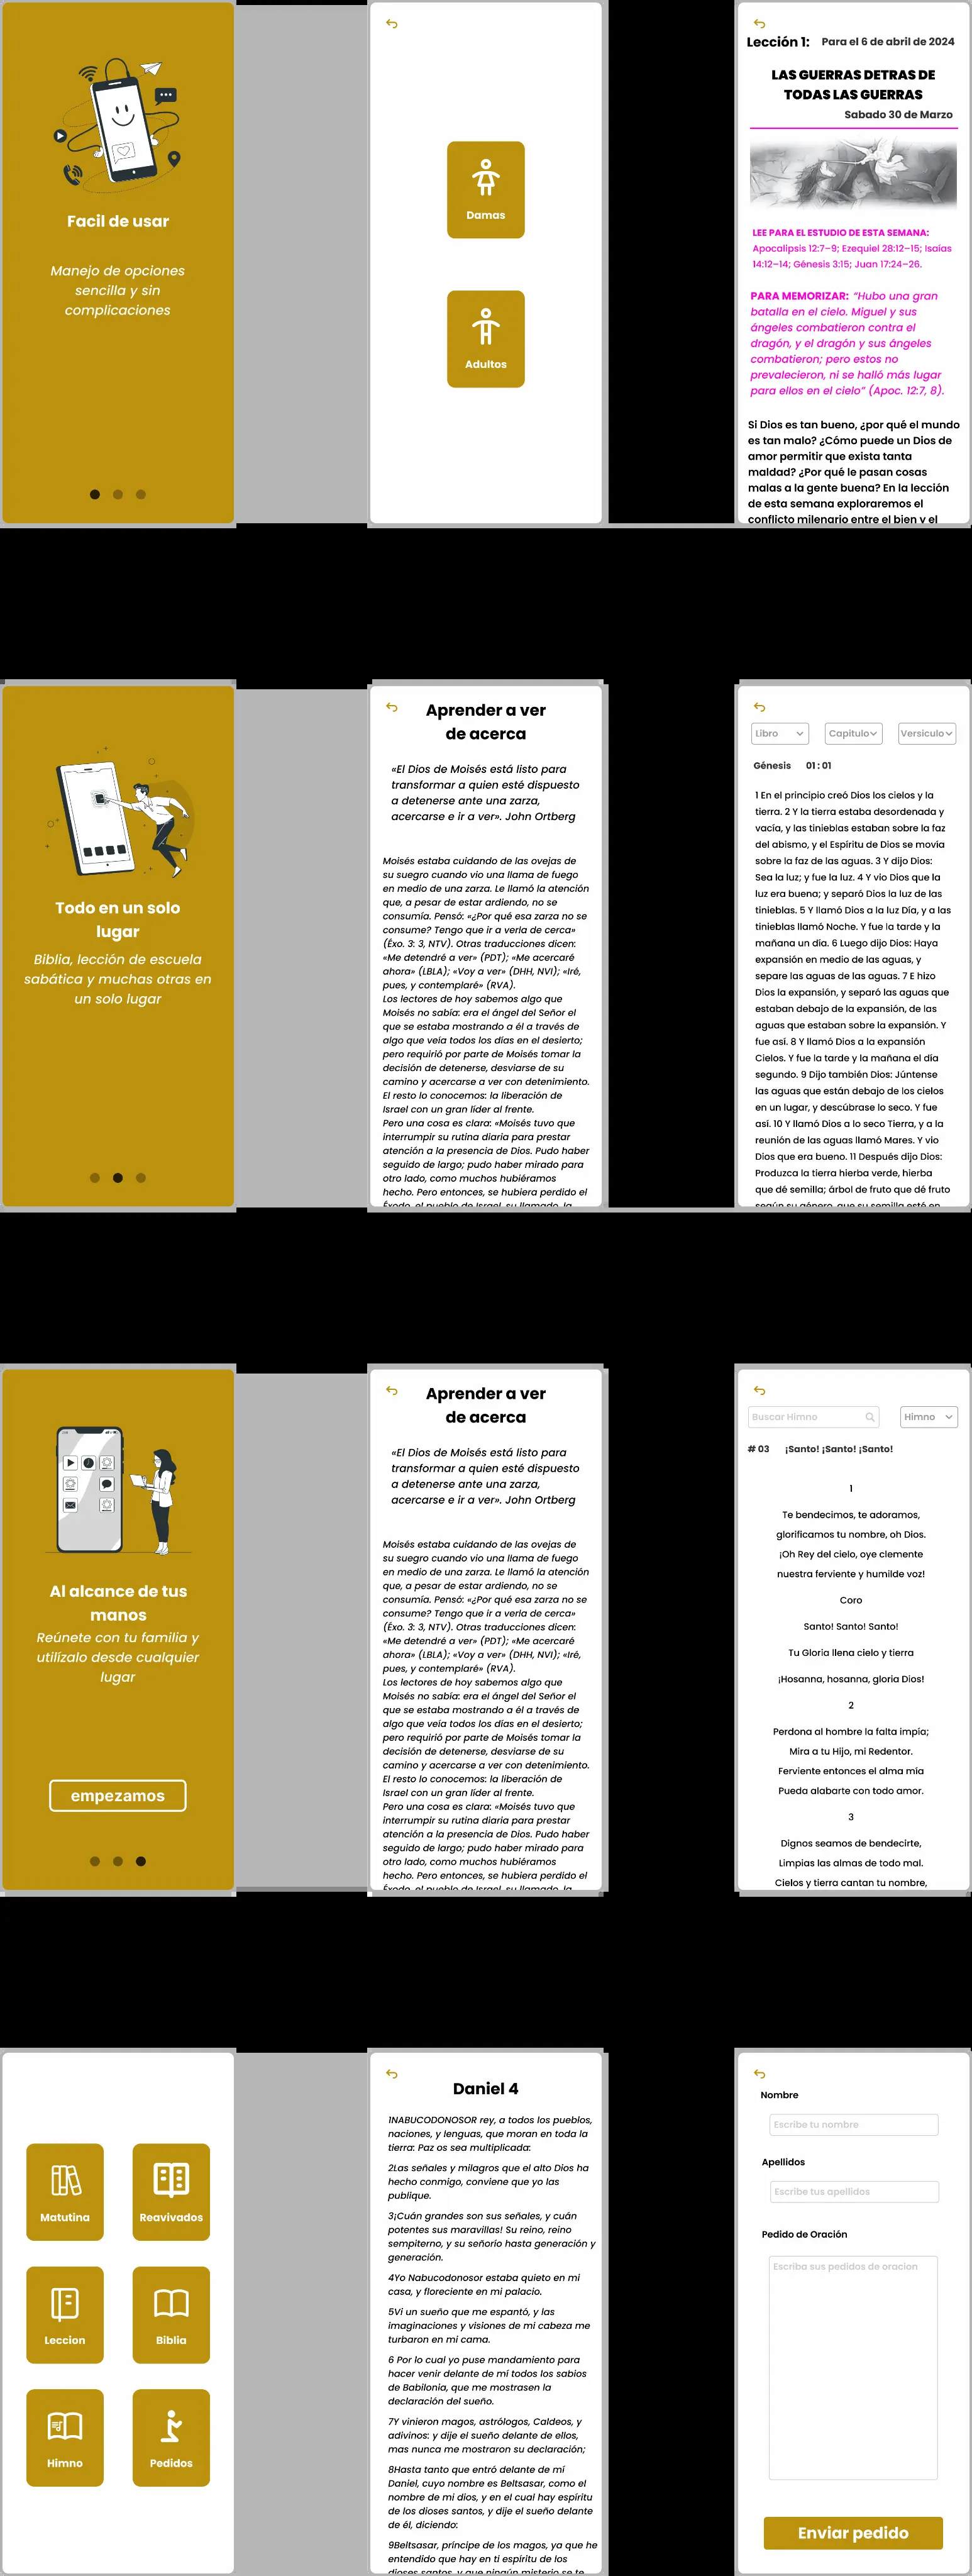 Facil de usar
Manejo de opciones
sencilla y sin
complicaciones
Damas
Adultos
Lección 1: Para el 6 de abril de 2024
LAS GUERRAS DETRAS DE
TODAS LAS GUERRAS
Sabado 30 de Marzo
LEE PARA EL ESTUDIO DE ESTA SEMANA:
Apocalipsis 12:7–9; Ezequiel 28:12–15; Isaías
14:12–14; Génesis 3:15; Juan 17:24–26.
PARA MEMORIZAR: “Hubo una gran
batalla en el cielo. Miguel y sus
ángeles combatieron contra el
dragón, y el dragón y sus ángeles
combatieron; pero estos no
prevalecieron, ni se halló más lugar
para ellos en el cielo” (Apoc. 12:7, 8).
Si Dios es tan bueno, ¿por qué el mundo
es tan malo? ¿Cómo puede un Dios de
amor permitir que exista tanta
maldad? ¿Por qué le pasan cosas
malas a la gente buena? En la lección
de esta semana exploraremos el
conflicto milenario entre el bien y el
Todo en un solo
lugar
Biblia, lección de escuela
sabática y muchas otras en
un solo lugar
Aprender a ver
de acerca
«El Dios de Moisés está listo para
transformar a quien esté dispuesto
a detenerse ante una zarza,
acercarse e ir a ver». John Ortberg
Moisés estaba cuidando de las ovejas de
su suegro cuando vio una llama de fuego
en medio de una zarza. Le llamó la atención
que, a pesar de estar ardiendo, no se
consumía. Pensó: «¿Por qué esa zarza no se
consume? Tengo que ir a verla de cerca»
(Éxo. 3: 3, NTV). Otras traducciones dicen:
«Me detendré a ver» (PDT); «Me acercaré
ahora» (LBLA); «Voy a ver» (DHH, NVI); «Iré,
pues, y contemplaré» (RVA).
Los lectores de hoy sabemos algo que
Moisés no sabía: era el ángel del Señor el
que se estaba mostrando a él a través de
algo que veía todos los días en el desierto;
pero requirió por parte de Moisés tomar la
decisión de detenerse, desviarse de su
camino y acercarse a ver con detenimiento.
El resto lo conocemos: la liberación de
Israel con un gran líder al frente.
Pero una cosa es clara: «Moisés tuvo que
interrumpir su rutina diaria para prestar
atención a la presencia de Dios. Pudo haber
seguido de largo; pudo haber mirado para
otro lado, como muchos hubiéramos
hecho. Pero entonces, se hubiera perdido el
Éxodo, el pueblo de Israel, su llamado, la
Libro Capitulo Versiculo
Génesis 01 : 01
1 En el principio creó Dios los cielos y la
tierra. 2 Y la tierra estaba desordenada y
vacía, y las tinieblas estaban sobre la faz
del abismo, y el Espíritu de Dios se movía
sobre la faz de las aguas. 3 Y dijo Dios:
Sea la luz; y fue la luz. 4 Y vio Dios que la
luz era buena; y separó Dios la luz de las
tinieblas. 5 Y llamó Dios a la luz Día, y a las
tinieblas llamó Noche. Y fue la tarde y la
mañana un día. 6 Luego dijo Dios: Haya
expansión en medio de las aguas, y
separe las aguas de las aguas. 7 E hizo
Dios la expansión, y separó las aguas que
estaban debajo de la expansión, de las
aguas que estaban sobre la expansión. Y
fue así. 8 Y llamó Dios a la expansión
Cielos. Y fue la tarde y la mañana el día
segundo. 9 Dijo también Dios: Júntense
las aguas que están debajo de los cielos
en un lugar, y descúbrase lo seco. Y fue
así. 10 Y llamó Dios a lo seco Tierra, y a la
reunión de las aguas llamó Mares. Y vio
Dios que era bueno. 11 Después dijo Dios:
Produzca la tierra hierba verde, hierba
que dé semilla; árbol de fruto que dé fruto
según su género, que su semilla esté en
Al alcance de tus
manos
Reúnete con tu familia y
utilízalo desde cualquier
lugar
empezamos
Aprender a ver
de acerca
«El Dios de Moisés está listo para
transformar a quien esté dispuesto
a detenerse ante una zarza,
acercarse e ir a ver». John Ortberg
Moisés estaba cuidando de las ovejas de
su suegro cuando vio una llama de fuego
en medio de una zarza. Le llamó la atención
que, a pesar de estar ardiendo, no se
consumía. Pensó: «¿Por qué esa zarza no se
consume? Tengo que ir a verla de cerca»
(Éxo. 3: 3, NTV). Otras traducciones dicen:
«Me detendré a ver» (PDT); «Me acercaré
ahora» (LBLA); «Voy a ver» (DHH, NVI); «Iré,
pues, y contemplaré» (RVA).
Los lectores de hoy sabemos algo que
Moisés no sabía: era el ángel del Señor el
que se estaba mostrando a él a través de
algo que veía todos los días en el desierto;
pero requirió por parte de Moisés tomar la
decisión de detenerse, desviarse de su
camino y acercarse a ver con detenimiento.
El resto lo conocemos: la liberación de
Israel con un gran líder al frente.
Pero una cosa es clara: «Moisés tuvo que
interrumpir su rutina diaria para prestar
atención a la presencia de Dios. Pudo haber
seguido de largo; pudo haber mirado para
otro lado, como muchos hubiéramos
hecho. Pero entonces, se hubiera perdido el
Éxodo, el pueblo de Israel, su llamado, la
Buscar Himno Himno
# 03 ¡Santo! ¡Santo! ¡Santo!
1
Te bendecimos, te adoramos,
glorificamos tu nombre, oh Dios.
¡Oh Rey del cielo, oye clemente
nuestra ferviente y humilde voz!
Coro
Santo! Santo! Santo!
Tu Gloria llena cielo y tierra
¡Hosanna, hosanna, gloria Dios!
2
Perdona al hombre la falta impía;
Mira a tu Hijo, mi Redentor.
Ferviente entonces el alma mía
Pueda alabarte con todo amor.
3
Dignos seamos de bendecirte,
Limpias las almas de todo mal.
Cielos y tierra cantan tu nombre,
Matutina
Reavivados
Leccion
Biblia
Himno
Pedidos
Daniel 4
1NABUCODONOSOR rey, a todos los pueblos,
naciones, y lenguas, que moran en toda la
tierra: Paz os sea multiplicada:
2Las señales y milagros que el alto Dios ha
hecho conmigo, conviene que yo las
publique.
3¡Cuán grandes son sus señales, y cuán
potentes sus maravillas! Su reino, reino
sempiterno, y su señorío hasta generación y
generación.
4Yo Nabucodonosor estaba quieto en mi
casa, y floreciente en mi palacio.
5Vi un sueño que me espantó, y las
imaginaciones y visiones de mi cabeza me
turbaron en mi cama.
6 Por lo cual yo puse mandamiento para
hacer venir delante de mí todos los sabios
de Babilonia, que me mostrasen la
declaración del sueño.
7Y vinieron magos, astrólogos, Caldeos, y
adivinos: y dije el sueño delante de ellos,
mas nunca me mostraron su declaración;
8Hasta tanto que entró delante de mí
Daniel, cuyo nombre es Beltsasar, como el
nombre de mi dios, y en el cual hay espíritu
de los dioses santos, y dije el sueño delante
de él, diciendo:
9Beltsasar, príncipe de los magos, ya que he
entendido que hay en ti espíritu de los
dioses santos, y que ningún misterio se te
Nombre
Escribe tu nombre
Apellidos
Escribe tus apellidos
Pedido de Oración
Escriba sus pedidos de oracion
Enviar pedido